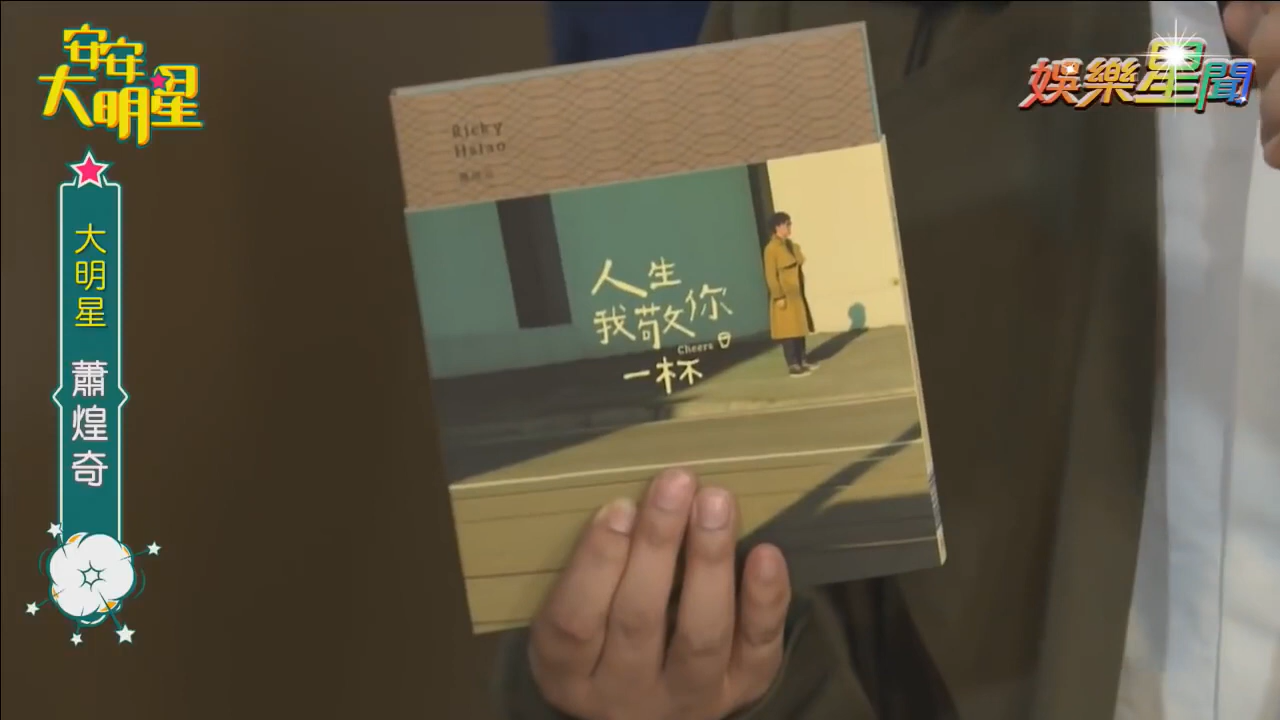 安安
大明星
大明星 蕭煌奇
娛樂星聞
Ricky
Hsiao
人生
我敬你
Cheers
一杯